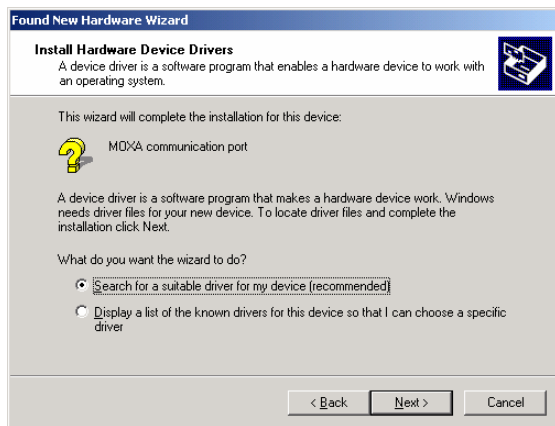 Found New Hardware Wizard
Install Hardware Device Drivers
A device driver is a software program that enables a hardware device to work with
an operating system.
This wizard will complete the installation for this device:
MOXA communication port
A device driver is a software program that makes a hardware device work. Windows
needs driver files for your new device. To locate driver files and complete the
installation click Next.
What do you want the wizard to do?
Search for a suitable driver for my device (recommended)
Display a list of the known drivers for this device so that I can choose a specific
driver
< Back
Next >
Cancel